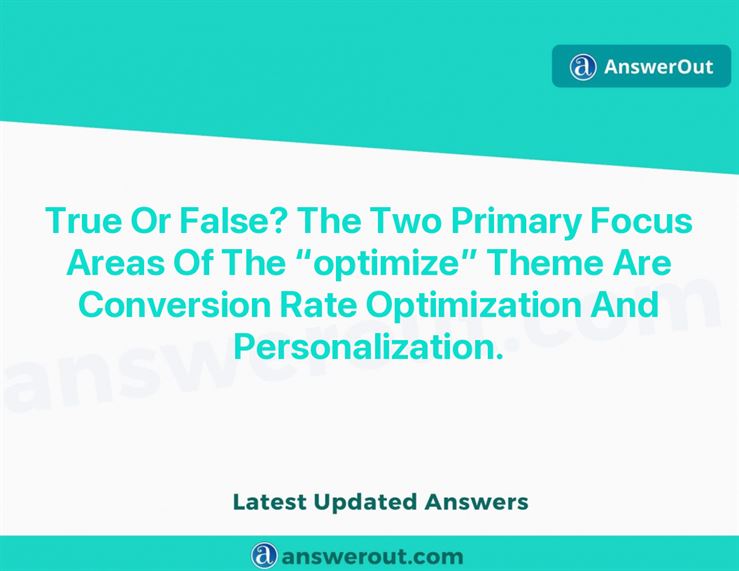 AnswerOut
True Or False? The Two Primary Focus
Areas Of The “optimize” Theme Are
Conversion Rate Optimization And
Personalization.
answerout.com
Latest Updated Answers
answerout.com